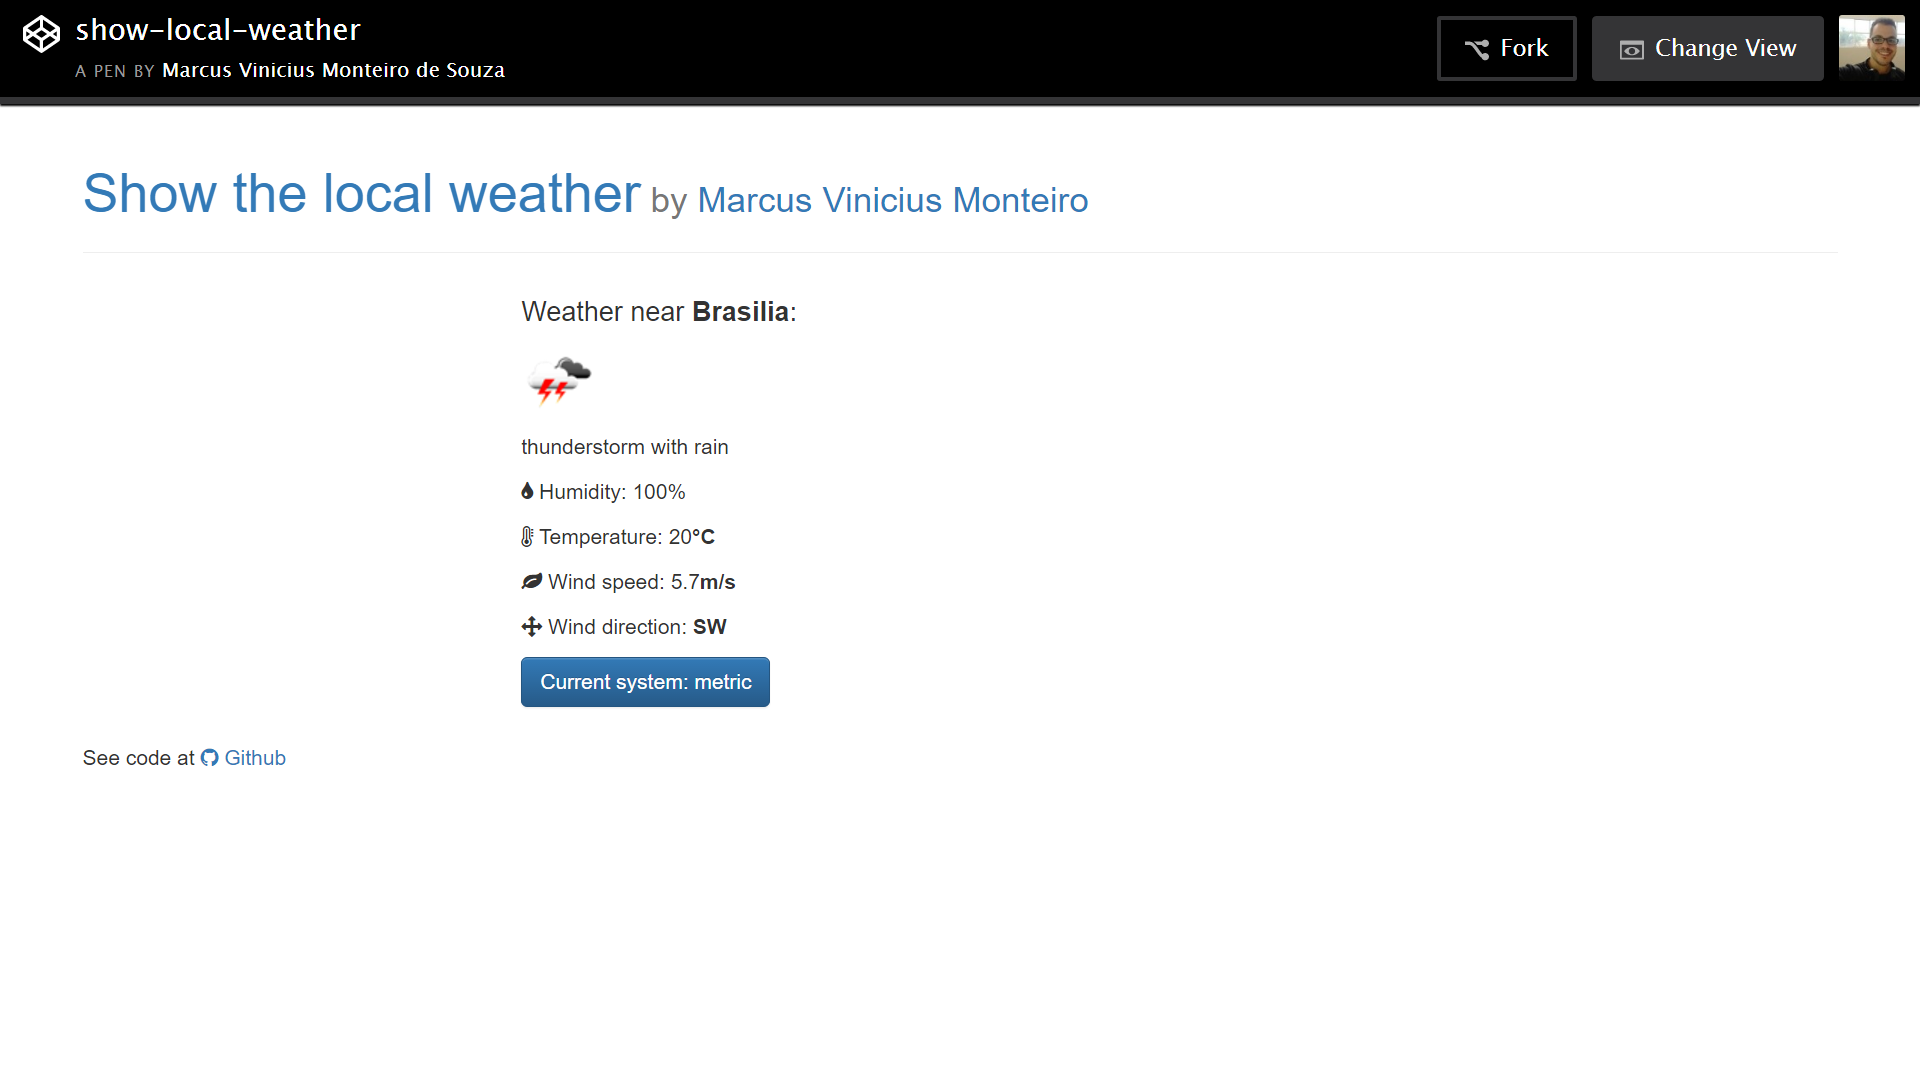 show-local-weather
A PEN BY Marcus Vinicius Monteiro de Souza
Fork
Change View
Show the local weather by Marcus Vinicius Monteiro
Weather near Brasilia:
thunderstorm with rain
Humidity: 100%
Temperature: 20°C
Wind speed: 5.7m/s
Wind direction: SW
Current system: metric
See code at Github